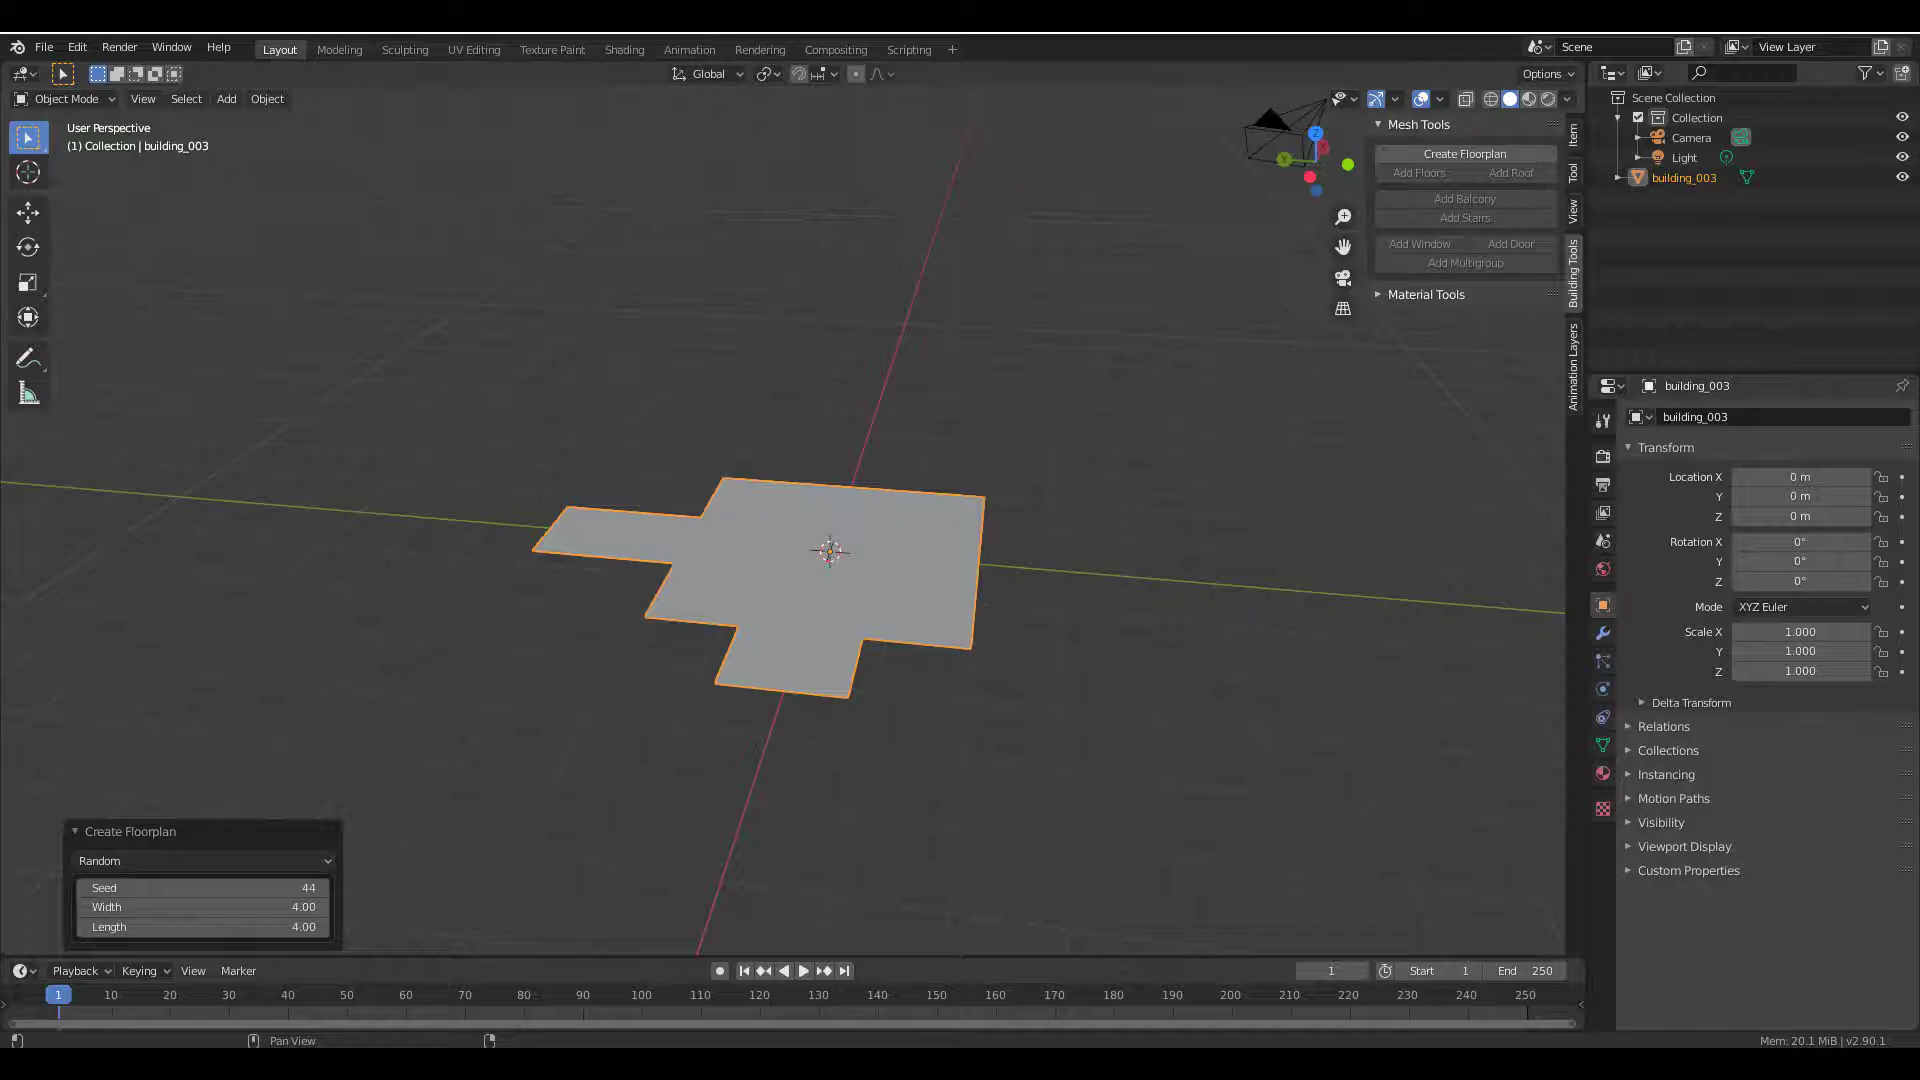 File Edit Render Window Help
Layout Modeling Sculpting UV Editing Texture Paint Shading Animation Rendering Compositing Scripting +
Scene
View Layer
Global
Options
Object Mode View Select Add Object
User Perspective
(1) Collection | building_003
Z
Y
Mesh Tools
Create Floorplan
Add Floors Add Roof
Add Balcony
Add Stairs
Add Window Add Door
Add Multigroup
Material Tools
Item
Tool
View
Building Tools
Animation Layers
Scene Collection
Collection
Camera
Light
building_003
building_003
building_003
Transform
Location X 0 m
Y 0 m
Z 0 m
Rotation X 0°
Y 0°
Z 0°
Mode XYZ Euler
Scale X 1.000
Y 1.000
Z 1.000
Delta Transform
Relations
Collections
Instancing
Motion Paths
Visibility
Viewport Display
Custom Properties
Create Floorplan
Random
Seed 44
Width 4.00
Length 4.00
Playback Keying View Marker
1 Start 1 End 250
1 10 20 30 40 50 60 70 80 90 100 110 120 130 140 150 160 170 180 190 200 210 220 230 240 250
Pan View
Mem: 20.1 MiB | v2.90.1